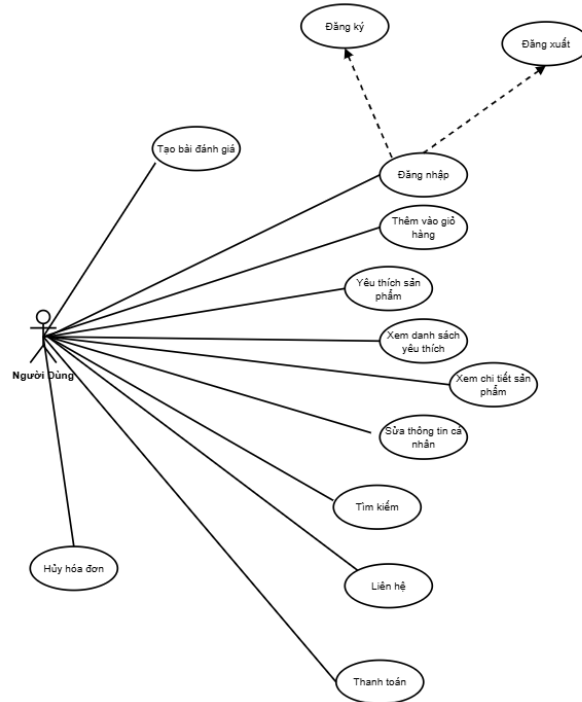 Đăng ký
Đăng xuất
Tạo bài đánh giá
Đăng nhập
Thêm vào giỏ
hàng
Yêu thích sản
phẩm
Xem danh sách
yêu thích
Người Dùng
Xem chi tiết sản
phẩm
Sửa thông tin cá
nhân
Tìm kiếm
Hủy hóa đơn
Liên hệ
Thanh toán